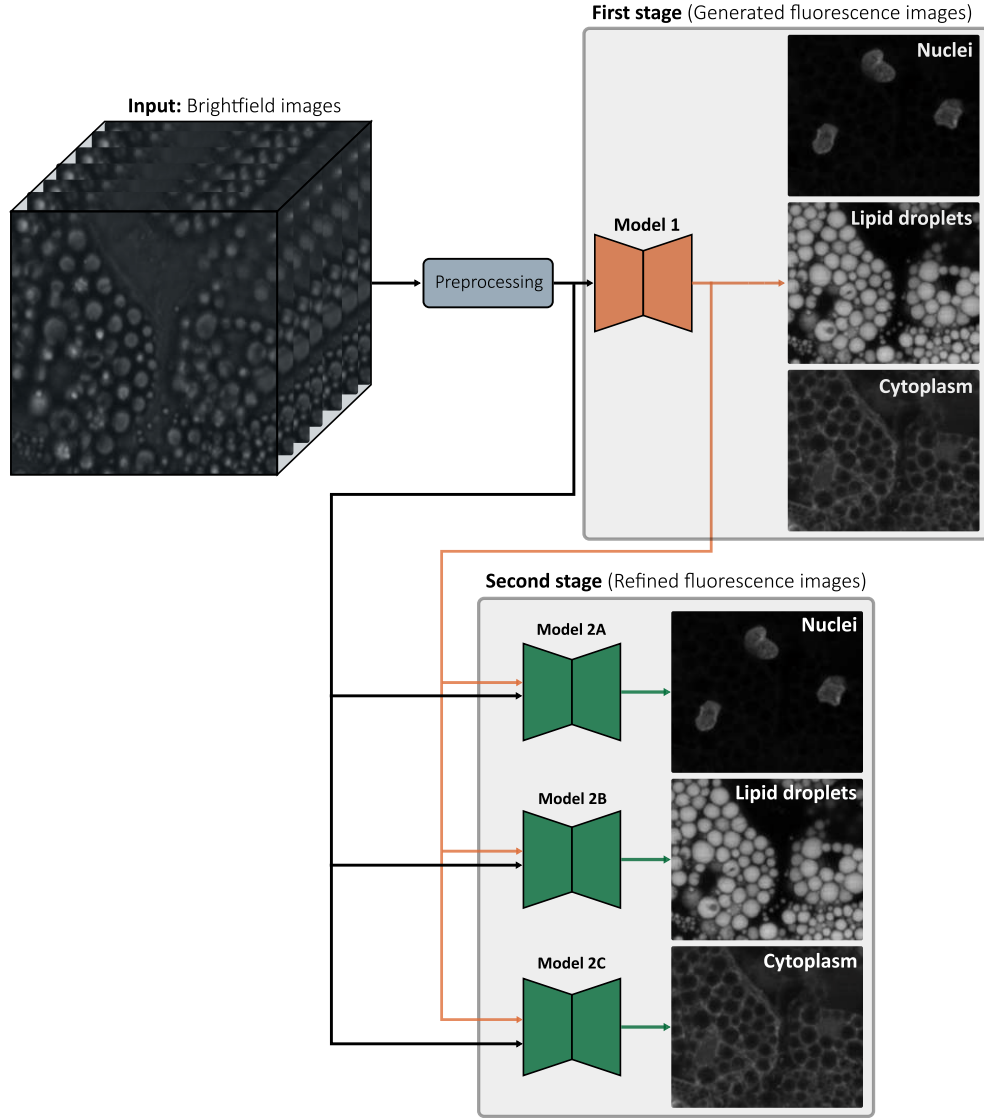 First stage (Generated fluorescence images)
Nuclei
Input: Brightfield images
Lipid droplets
Model 1
Preprocessing
Cytoplasm
Second stage (Refined fluorescence images)
Nuclei
Model 2A
Lipid droplets
Model 2B
Cytoplasm
Model 2C